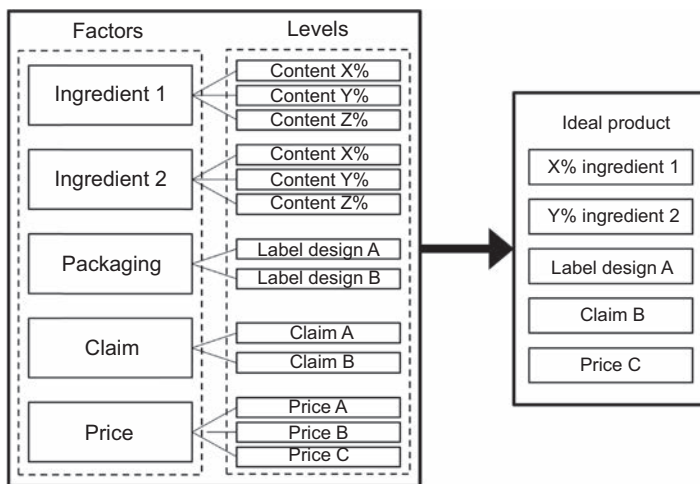 Factors
Levels
Ingredient 1
Content X%
Content Y%
Content Z%
Ingredient 2
Content X%
Content Y%
Content Z%
Packaging
Label design A
Label design B
Claim
Claim A
Claim B
Price
Price A
Price B
Price C
Ideal product
X% ingredient 1
Y% ingredient 2
Label design A
Claim B
Price C